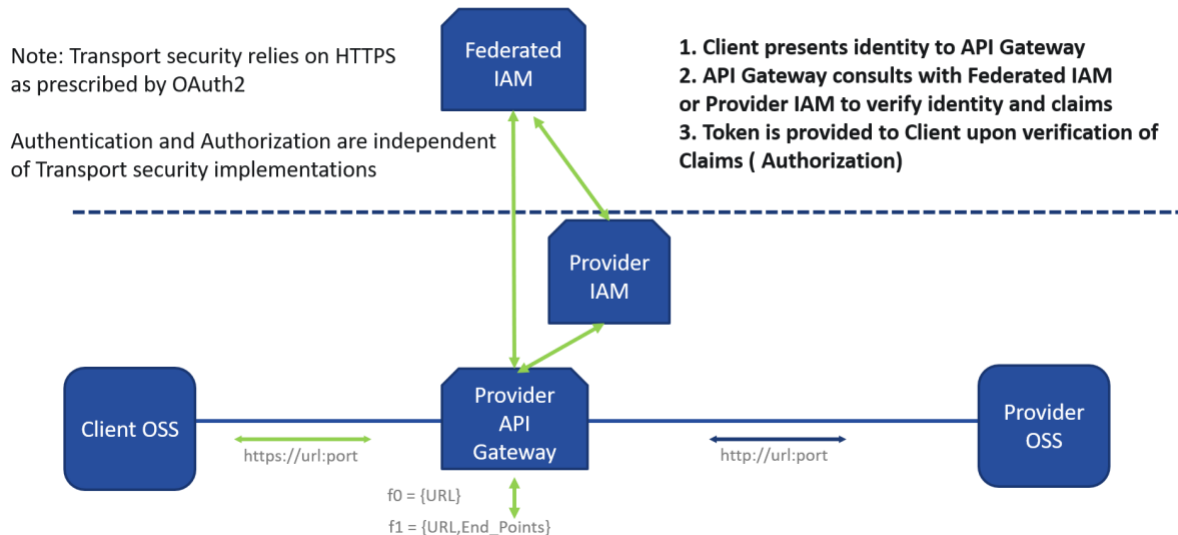 Note: Transport security relies on HTTPS
as prescribed by OAuth2
Authentication and Authorization are independent
of Transport security implementations
Federated
IAM
1. Client presents identity to API Gateway
2. API Gateway consults with Federated IAM
or Provider IAM to verify identity and claims
3. Token is provided to Client upon verification of
Claims ( Authorization)
Provider
IAM
Client OSS
https://url:port
Provider
API
Gateway
http://url:port
Provider
OSS
f0 = {URL}
f1 = {URL,End_Points}